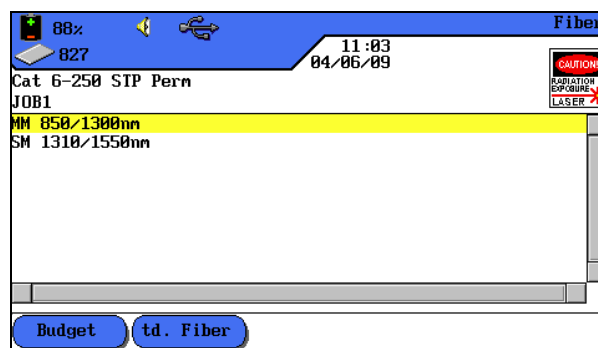 88%
Fiber
827
11:03
04/06/09
CAUTION!
RADIATION
EXPOSURE
LASER
Cat 6-250 STP Perm
JOB1
MM 850/1300nm
SM 1310/1550nm
Budget
td. Fiber